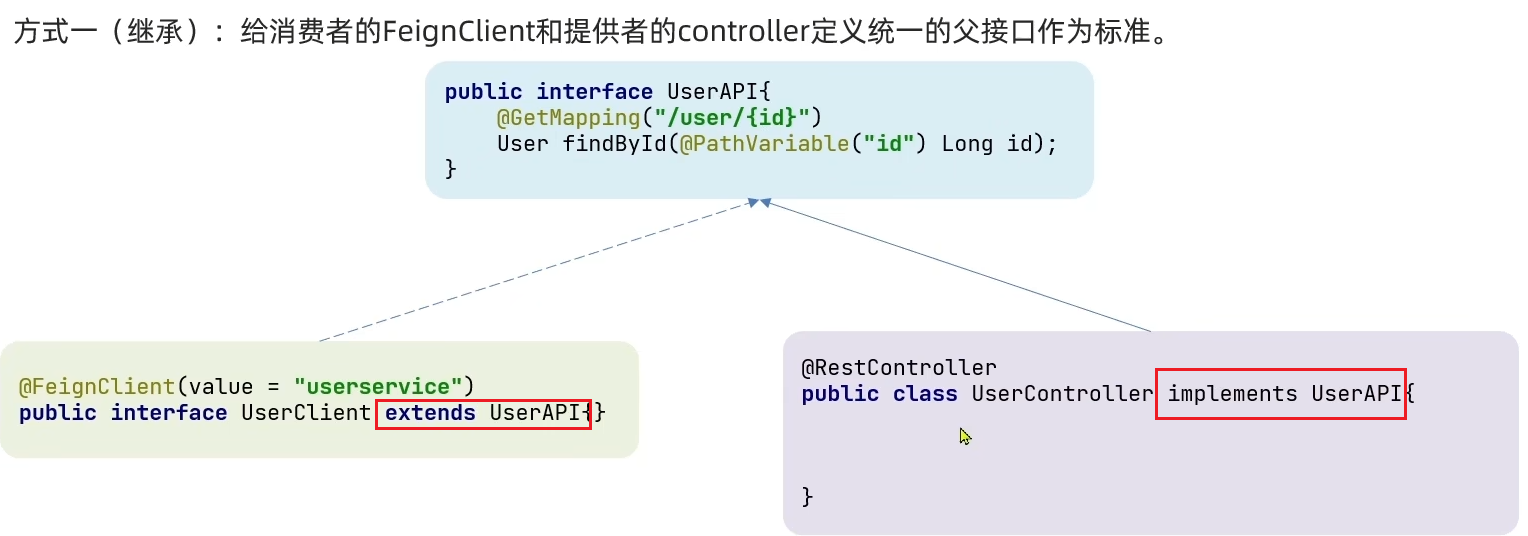 方式一（继承）：给消费者的FeignClient和提供者的controller定义统一的父接口作为标准。
public interface UserAPI{
@GetMapping("/user/{id}")
User findById(@PathVariable("id") Long id);
}
@FeignClient(value = "userservice")
public interface UserClient extends UserAPI{}
@RestController
public class UserController implements UserAPI{
}